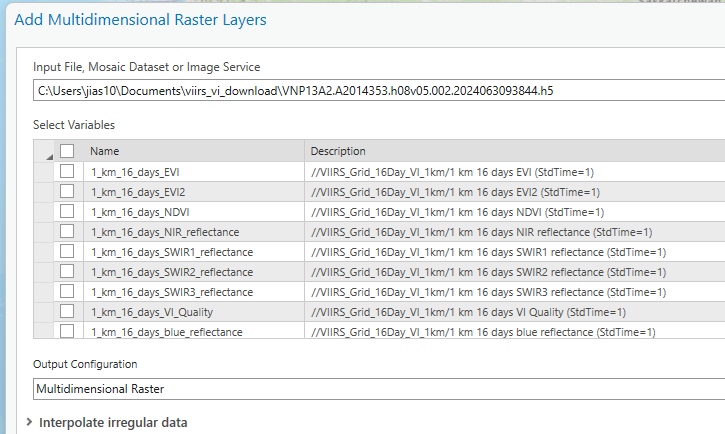 Add Multidimensional Raster Layers
Input File, Mosaic Dataset or Image Service
C:\Users\jias10\Documents\viirs_vi_download\VNP13A2.A2014353.h08v05.002.2024063093844.h5
Select Variables
Name Description
1_km_16_days_EVI //VIIRS_Grid_16Day_VI_1km/1 km 16 days EVI (StdTime=1)
1_km_16_days_EVI2 //VIIRS_Grid_16Day_VI_1km/1 km 16 days EVI2 (StdTime=1)
1_km_16_days_NDVI //VIIRS_Grid_16Day_VI_1km/1 km 16 days NDVI (StdTime=1)
1_km_16_days_NIR_reflectance //VIIRS_Grid_16Day_VI_1km/1 km 16 days NIR reflectance (StdTime=1)
1_km_16_days_SWIR1_reflectance //VIIRS_Grid_16Day_VI_1km/1 km 16 days SWIR1 reflectance (StdTime=1)
1_km_16_days_SWIR2_reflectance //VIIRS_Grid_16Day_VI_1km/1 km 16 days SWIR2 reflectance (StdTime=1)
1_km_16_days_SWIR3_reflectance //VIIRS_Grid_16Day_VI_1km/1 km 16 days SWIR3 reflectance (StdTime=1)
1_km_16_days_VI_Quality //VIIRS_Grid_16Day_VI_1km/1 km 16 days VI Quality (StdTime=1)
1_km_16_days_blue_reflectance //VIIRS_Grid_16Day_VI_1km/1 km 16 days blue reflectance (StdTime=1)
Output Configuration
Multidimensional Raster
Interpolate irregular data